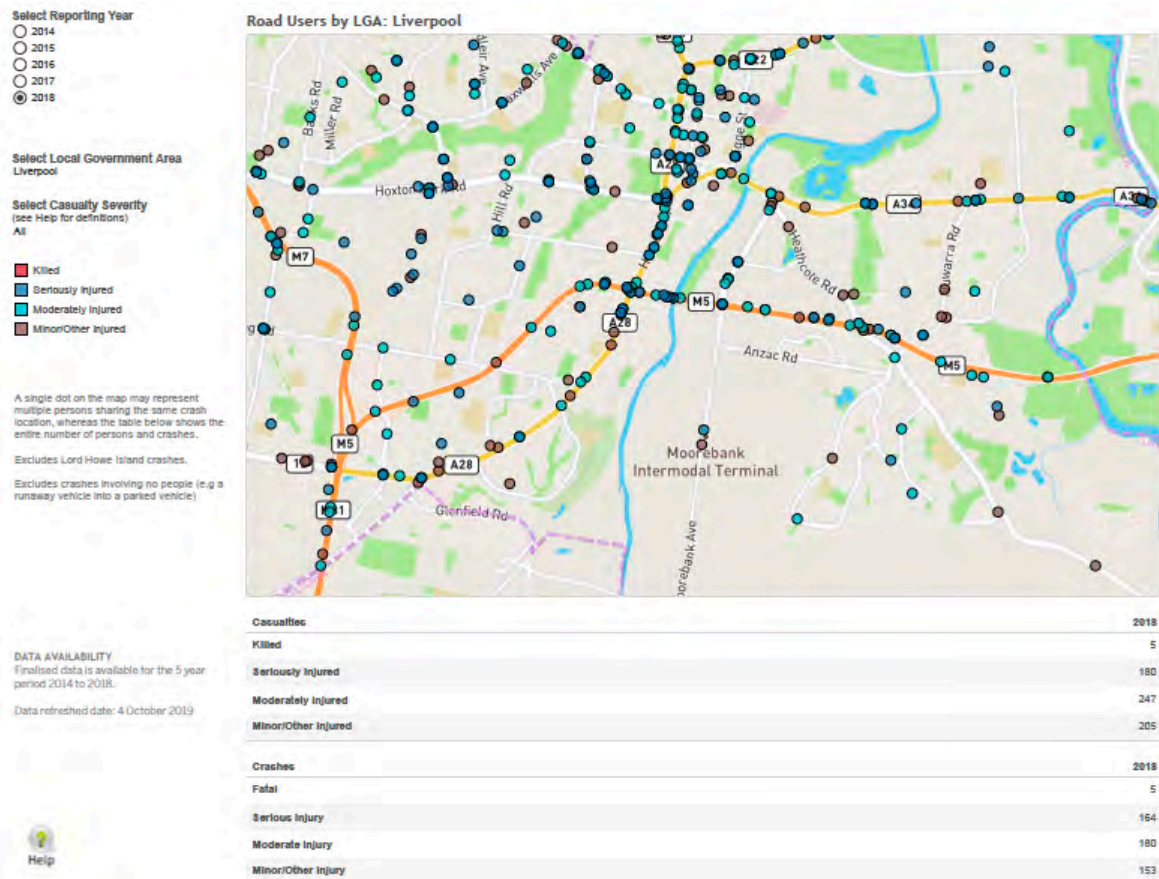 Select Reporting Year
2014
2015
2016
2017
2018
Select Local Government Area
Liverpool
Select Casualty Severity
(see Help for definitions)
All
Killed
Seriously Injured
Moderately Injured
Minor/Other Injured
A single dot on the map may represent
multiple persons sharing the same crash
location, whereas the table below shows the
entire number of persons and crashes.
Excludes Lord Howe Island crashes.
Excludes crashes involving no people (e.g a
runaway vehicle into a parked vehicle)
DATA AVAILABILITY
Finalised data is available for the 5 year
period 2014 to 2018.
Data refreshed date: 4 October 2019
Help
Road Users by LGA: Liverpool
Banks Rd
Miller Rd
Hill Rd
M7
A34
Heathcote Rd
M5
A28
Anzac Rd
M5
M5
A28
Moorebank
Intermodal Terminal
Glenfield Rd
Casualties 2018
Killed 5
Seriously Injured 180
Moderately Injured 247
Minor/Other Injured 205
Crashes 2018
Fatal 5
Serious Injury 164
Moderate Injury 180
Minor/Other Injury 153